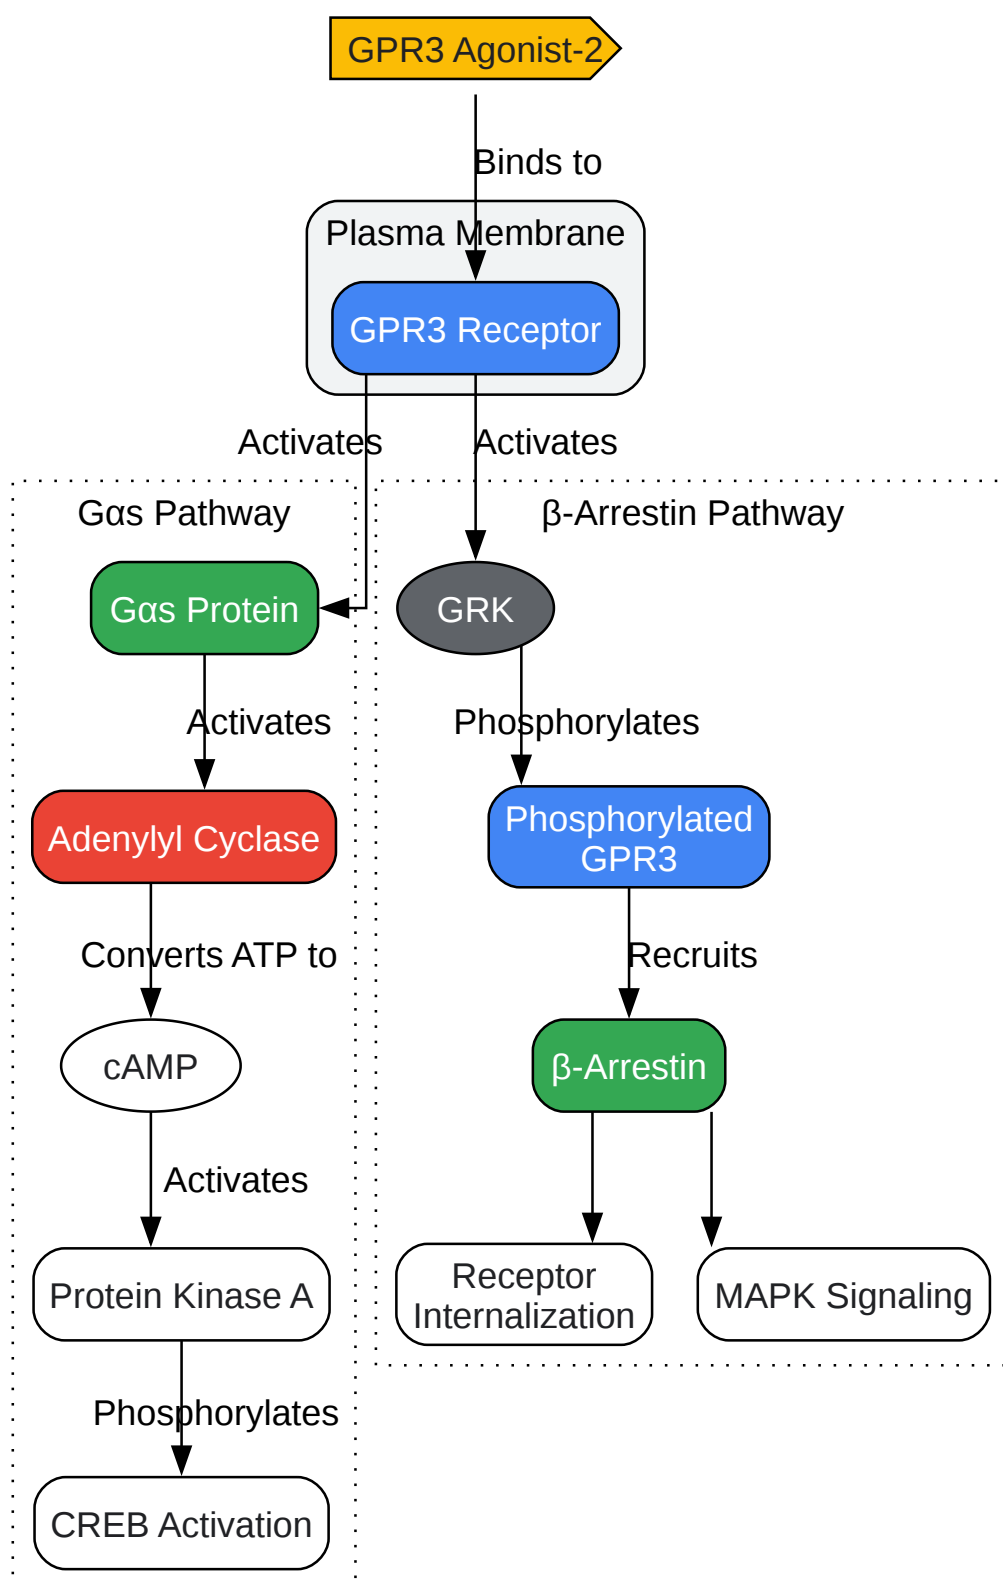 GPR3 Agonist-2
Binds to
Plasma Membrane
GPR3 Receptor
Activates
Activates
Gαs Pathway
β-Arrestin Pathway
Gαs Protein
GRK
Activates
Phosphorylates
Adenylyl Cyclase
Phosphorylated
GPR3
Converts ATP to
Recruits
cAMP
β-Arrestin
Activates
Protein Kinase A
Receptor
Internalization
MAPK Signaling
Phosphorylates
CREB Activation